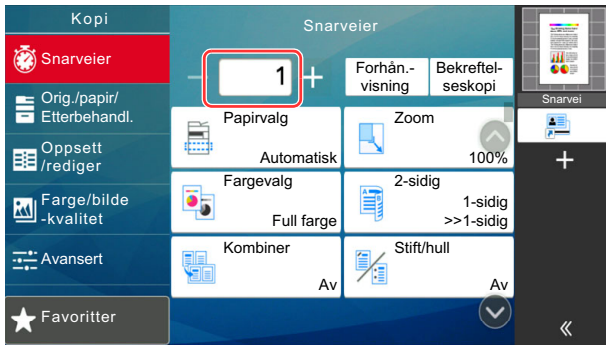 Kopi
Snarveier
Orig./papir/
Etterbehandl.
Oppsett
/rediger
Farge/bilde
-kvalitet
Avansert
Favoritter
Snarveier
1
Forhån.-
visning
Bekreftel-
seskopi
Papirvalg
Automatisk
Zoom
100%
Fargevalg
Full farge
2-sidig
1-sidig
>>1-sidig
Kombiner
Av
Stift/hull
Av
Snarvei